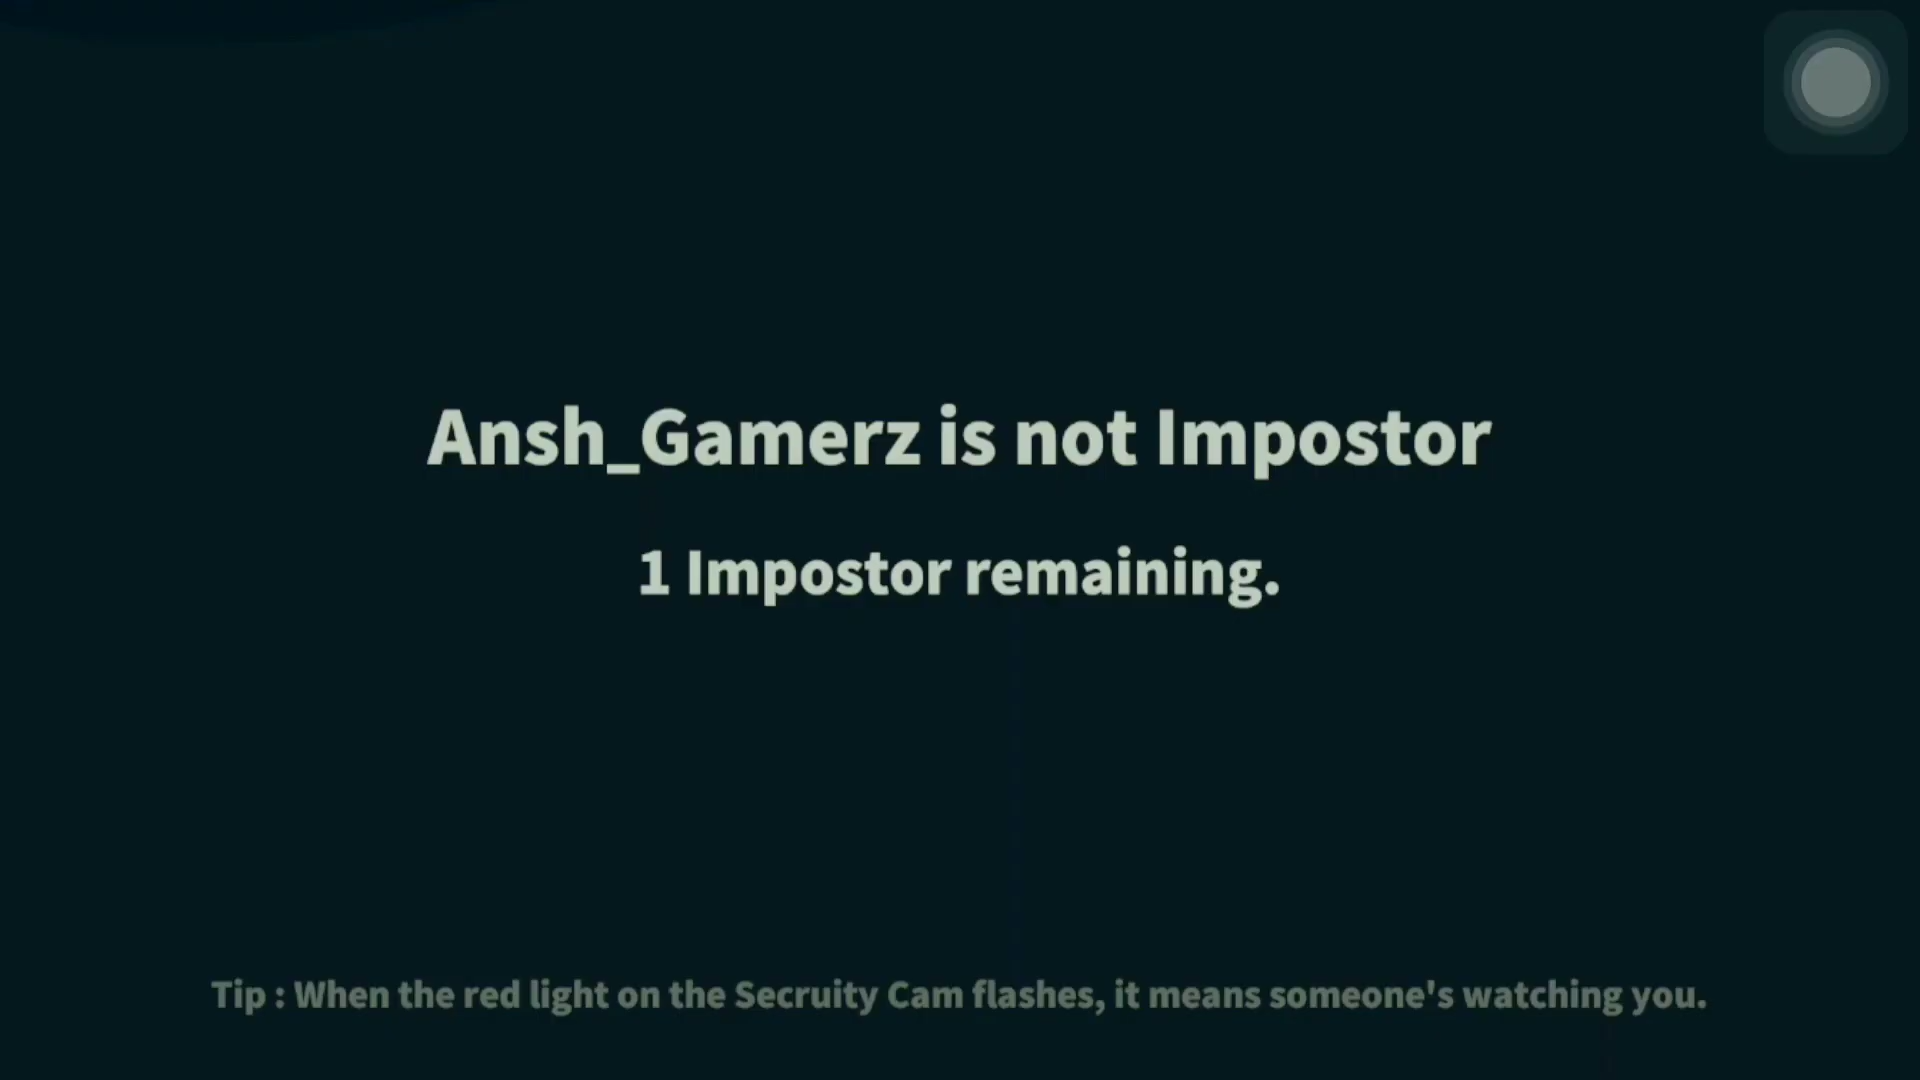 Ansh_Gamerz is not Impostor
1 Impostor remaining.
Tip : When the red light on the Secruity Cam flashes, it means someone's watching you.